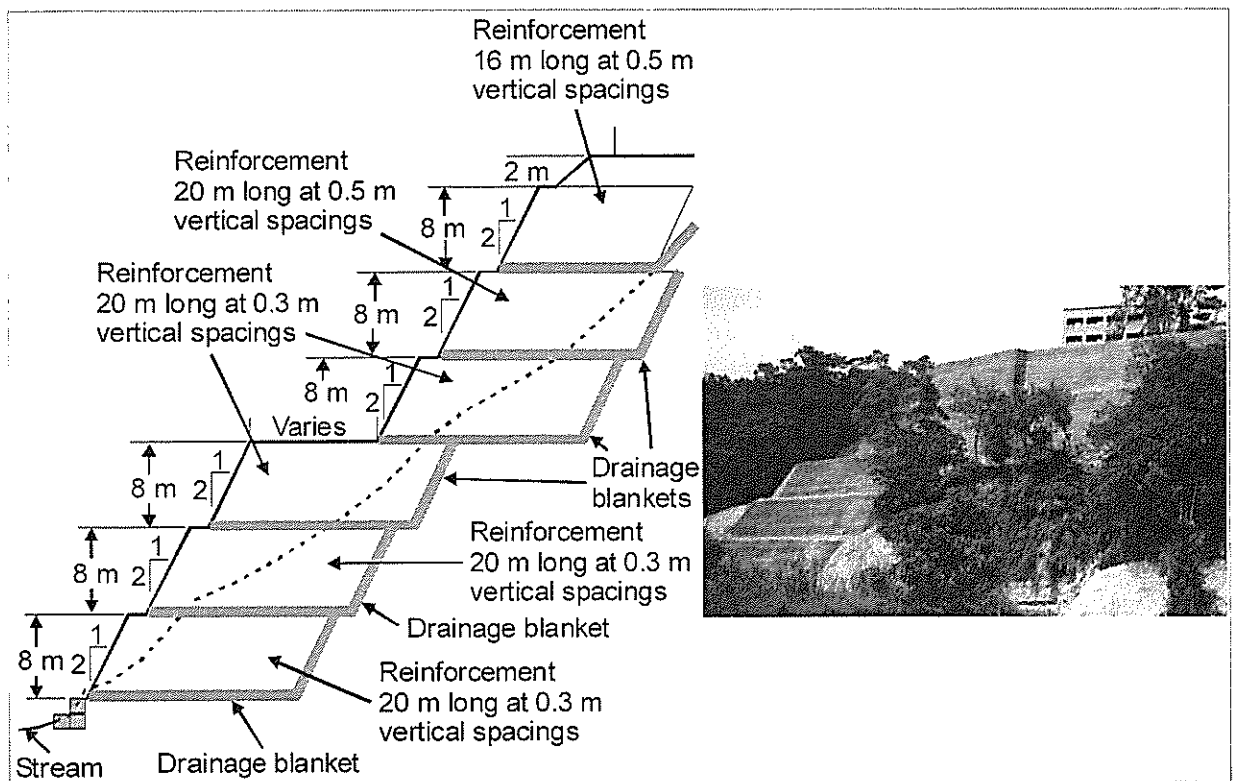 Reinforcement
16 m long at 0.5 m
vertical spacings
Reinforcement
20 m long at 0.5 m
vertical spacings
2 m
1
2
8 m
Reinforcement
20 m long at 0.3 m
vertical spacings
1
2
8 m
1
2
8 m
Varies
1
2
8 m
Drainage
blankets
Reinforcement
20 m long at 0.3 m
vertical spacings
1
2
8 m
Drainage blanket
1
2
8 m
Reinforcement
20 m long at 0.3 m
vertical spacings
Stream
Drainage blanket